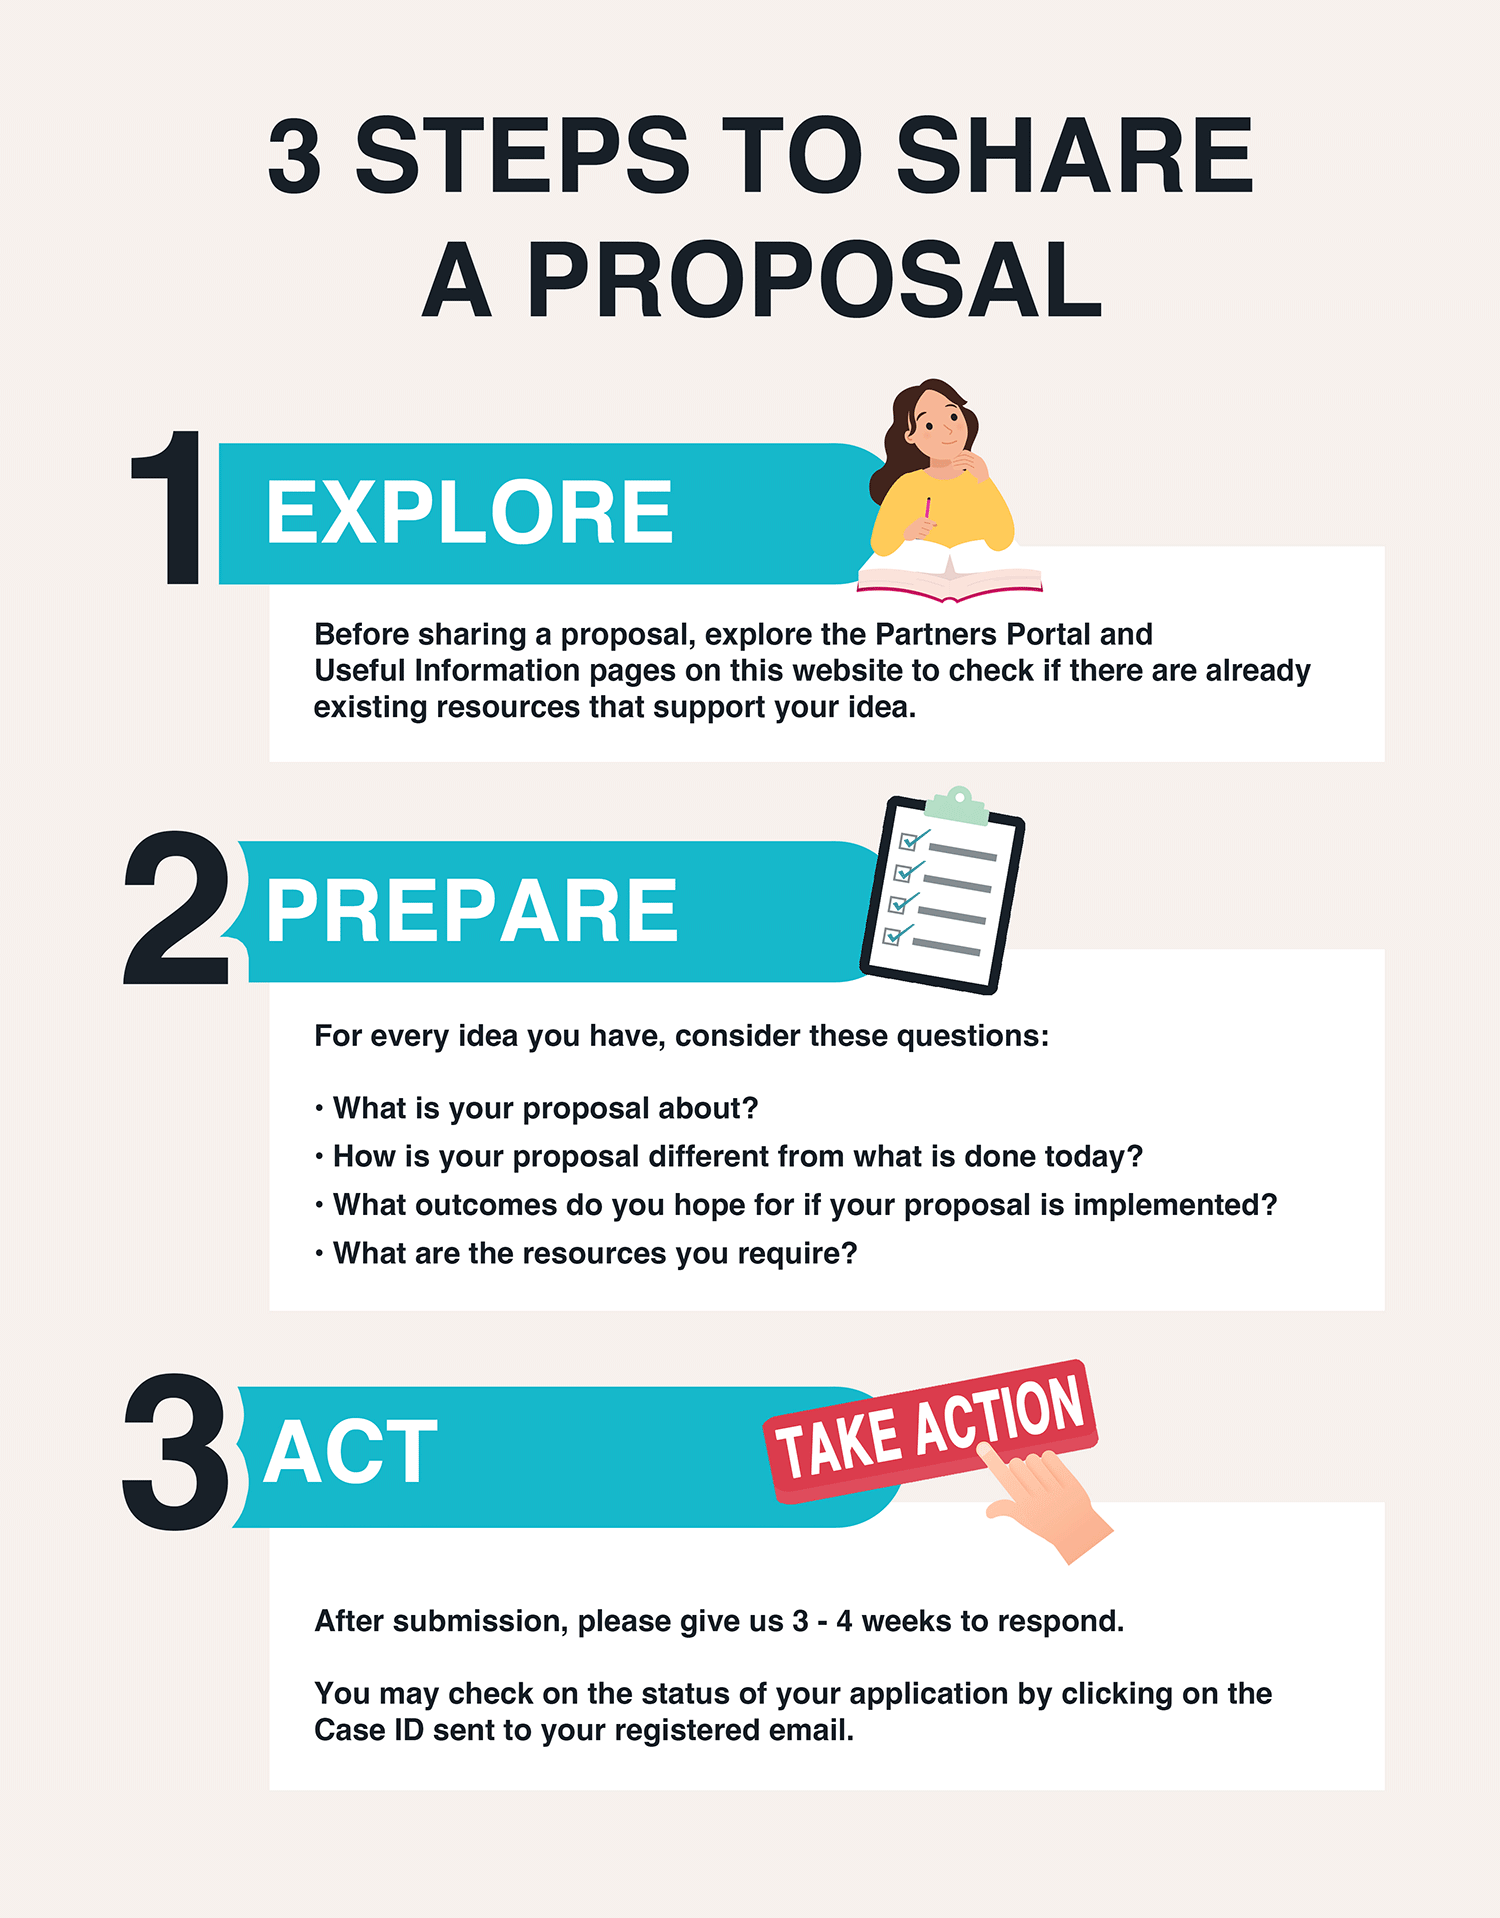 3 STEPS TO SHARE
A PROPOSAL
1 EXPLORE
Before sharing a proposal, explore the Partners Portal and
Useful Information pages on this website to check if there are already
existing resources that support your idea.
2 PREPARE
For every idea you have, consider these questions:
• What is your proposal about?
• How is your proposal different from what is done today?
• What outcomes do you hope for if your proposal is implemented?
• What are the resources you require?
3 ACT
TAKE ACTION
After submission, please give us 3 - 4 weeks to respond.
You may check on the status of your application by clicking on the
Case ID sent to your registered email.